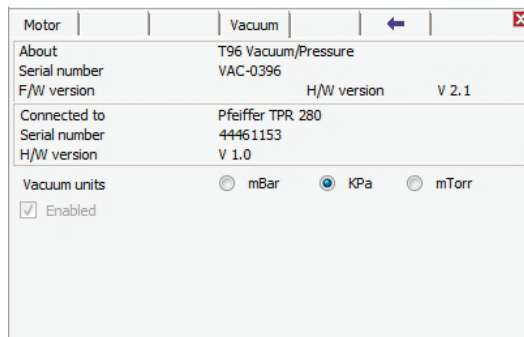 Motor Vacuum
About T96 Vacuum/Pressure
Serial number VAC-0396
F/W version H/W version V 2.1
Connected to Pfeiffer TPR 280
Serial number 44461153
H/W version V 1.0
Vacuum units mBar KPa mTorr
Enabled